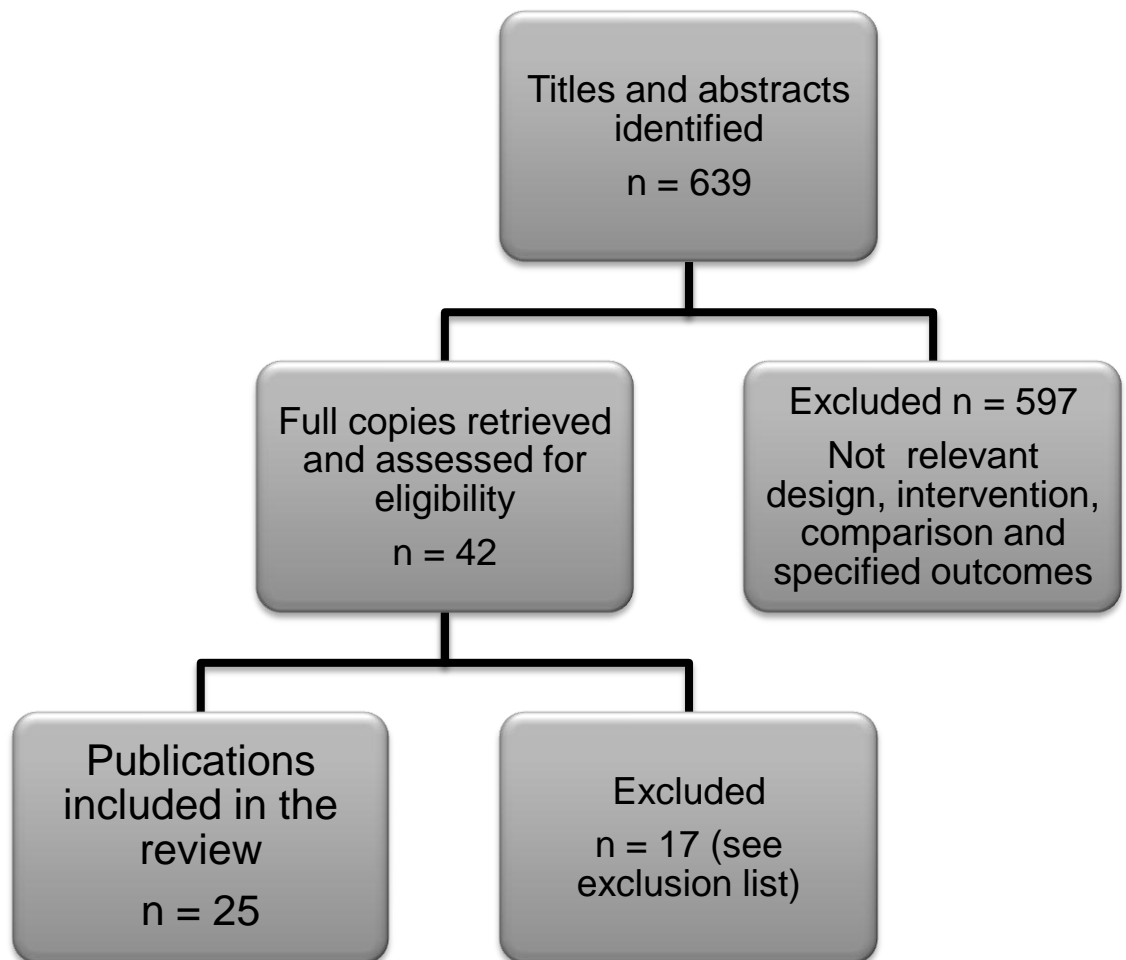 Titles and abstracts
identified
n = 639
Full copies retrieved
and assessed for
eligibility
n = 42
Excluded n = 597
Not relevant
design, intervention,
comparison and
specified outcomes
Publications
included in the
review
n = 25
Excluded
n = 17 (see
exclusion list)